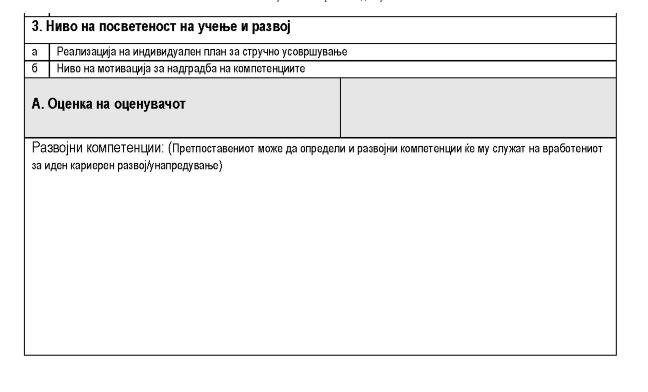 3. Ниво на посветеност на учење и развој
а Реализација на индивидуален план за стручно усовршување
б Ниво на мотивација за надградба на компетенциите
А. Оценка на оценувачот
Развојни компетенции: (Претпоставениот може да определи и развојни компетенции ќе му служат на вработениот
за иден кариерен развој/унапредување)